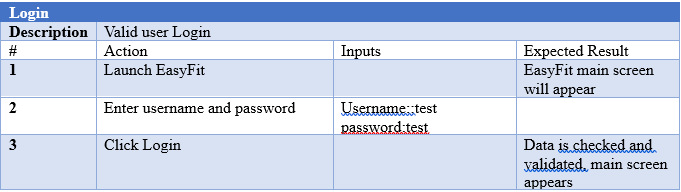 Login
Description Valid user Login
# Action Inputs Expected Result
1 Launch EasyFit EasyFit main screen
will appear
2 Enter username and password Username::test
password:test
3 Click Login Data is checked and
validated, main screen
appears